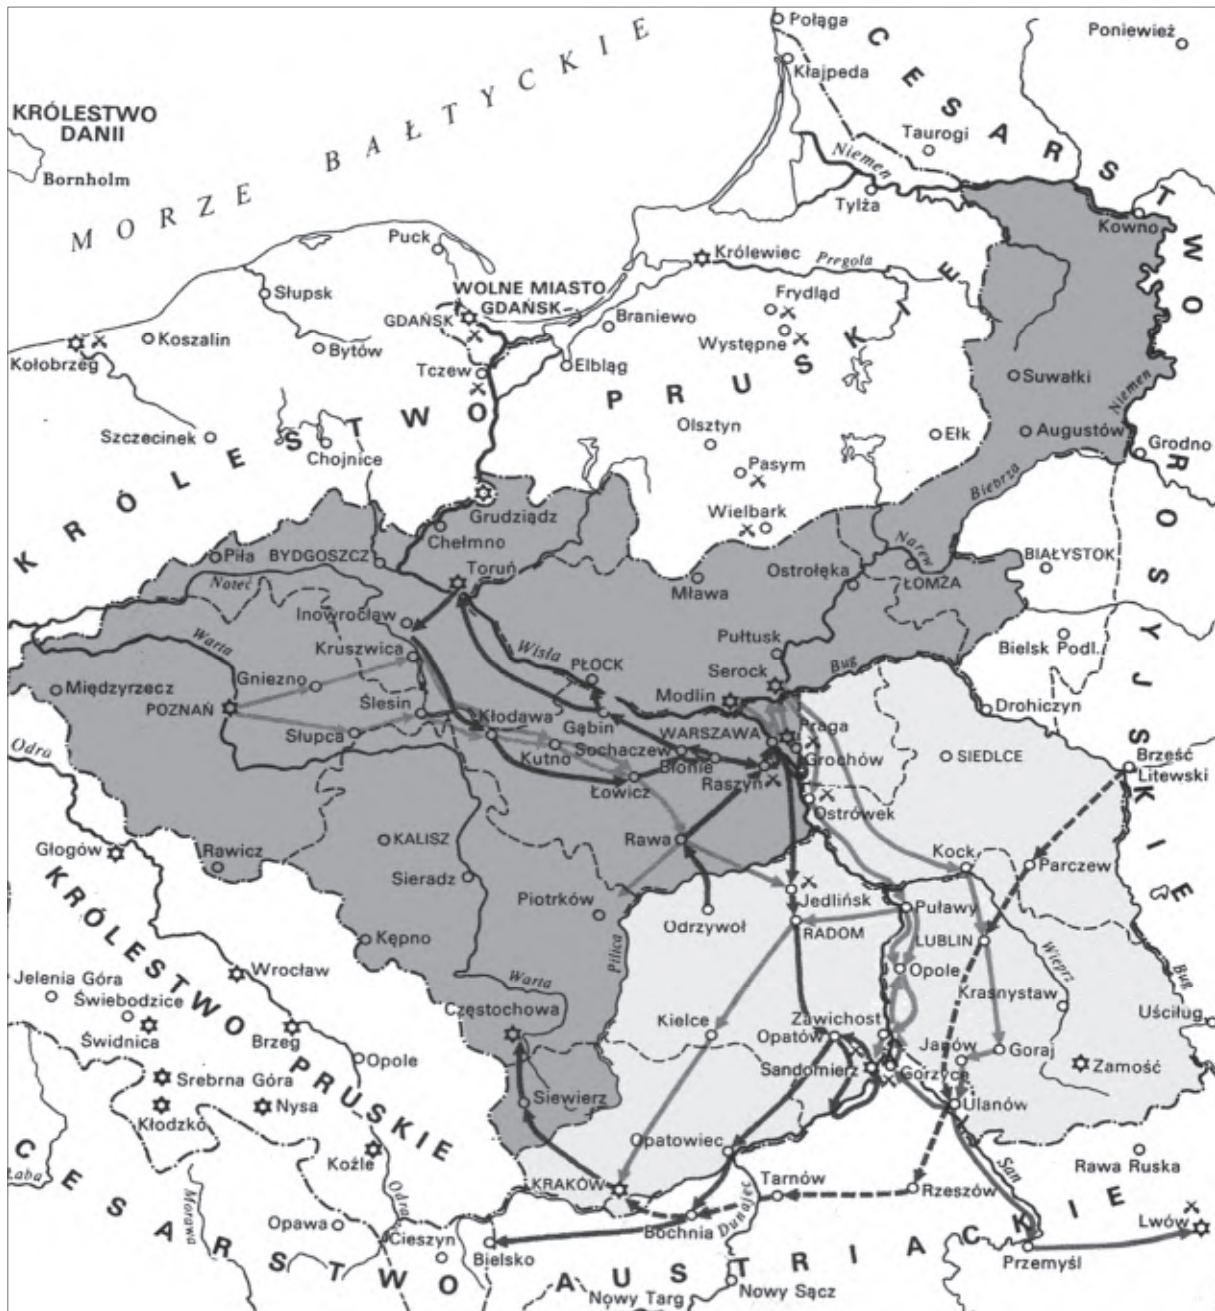 Połąga
Poniewież
Kłajpeda
CESARSTWO ROSYJSKIE
KRÓLESTWO
DANII
Bornholm
MORZE BAŁTYCKIE
Taurogi
Niemen
Tylża
Kowno
Puck
Królewiec
Pregoła
WOLNE MIASTO
GDAŃSK
Słupsk
GDAŃSK
Frydląd
Braniewo
Koszalin
Bytów
Występne
Kołobrzeg
Tczew
Elbląg
Suwałki
Niemen
KRÓLESTWO PRUSKIE
Szczecinek
Chojnice
Olsztyn
Ełk
Augustów
Grodno
Pasym
Biebrza
Wielbark
Grudziądz
Chełmno
Narew
Piła
BYDGOSZCZ
Toruń
Ostrołęka
ŁOMŻA
BIAŁYSTOK
Noteć
Mława
Inowrocław
Warta
Kruszwica
Wisła
Pułtusk
Bielsk Podl.
PŁOCK
Serock
Bug
Międzyrzecz
Gniezno
Modlin
POZNAŃ
Ślesin
Drohiczyn
Kłodawa
Gąbin
WARSZAWA
Praga
Słupca
Odra
Kutno
Sochaczew
Grochów
SIEDLCE
Brześć
Litewski
Błonie
Raszyn
Łowicz
Ostrówek
Głogów
KALISZ
Rawa
Kock
Parczew
Rawicz
Sieradz
Jedlińsk
Piotrków
Odrzywoł
RADOM
Puławy
LUBLIN
KRÓLESTWO PRUSKIE
Kępno
Pilica
Wieprz
Bug
Wrocław
Opole
Jelenia Góra
Świebodzice
Warta
Krasnystaw
Częstochowa
Kielce
Zawichost
Uściług
Świdnica
Brzeg
Opatów
Janów
Goraj
Opole
Sandomierz
Gorzyce
Zamość
Srebrna Góra
Nysa
Siewierz
Ulanów
Kłodzko
Opatowiec
Koźle
San
Rawa Ruska
Łaba
KRAKÓW
Tarnów
Rzeszów
Morawa
Odra
Dunajec
Opawa
Bochnia
Lwów
Cieszyn
Bielsko
Przemyśl
CESARSTWO AUSTRIACKIE
Nowy Targ
Nowy Sącz